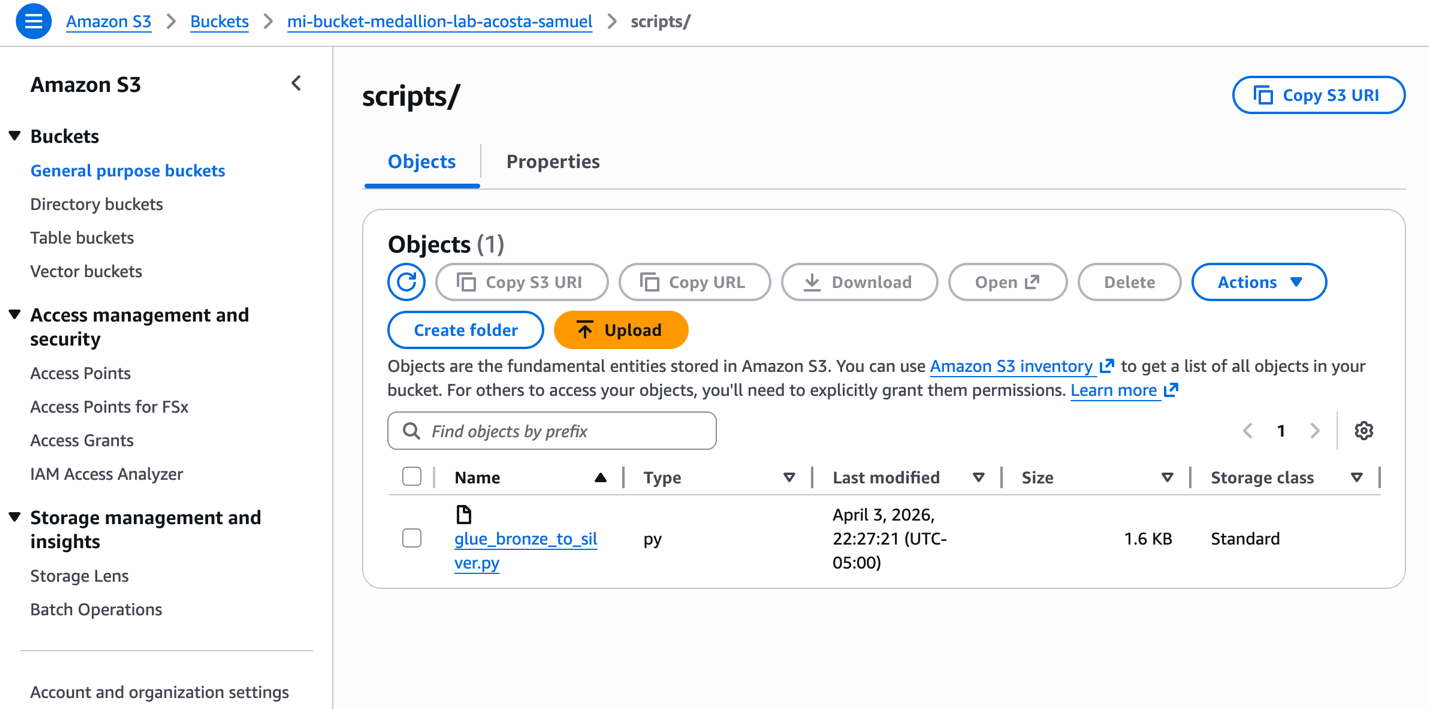 Amazon S3 > Buckets > mi-bucket-medallion-lab-acosta-samuel > scripts/
Amazon S3
Buckets
General purpose buckets
Directory buckets
Table buckets
Vector buckets
Access management and
security
Access Points
Access Points for FSx
Access Grants
IAM Access Analyzer
Storage management and
insights
Storage Lens
Batch Operations
Account and organization settings
scripts/
Copy S3 URI
Objects
Properties
Objects (1)
Copy S3 URI
Copy URL
Download
Open
Delete
Actions
Create folder
Upload
Objects are the fundamental entities stored in Amazon S3. You can use Amazon S3 inventory to get a list of all objects in your
bucket. For others to access your objects, you'll need to explicitly grant them permissions. Learn more
Find objects by prefix
1
Name
Type
Last modified
Size
Storage class
glue_bronze_to_sil
ver.py
py
April 3, 2026,
22:27:21 (UTC-
05:00)
1.6 KB
Standard